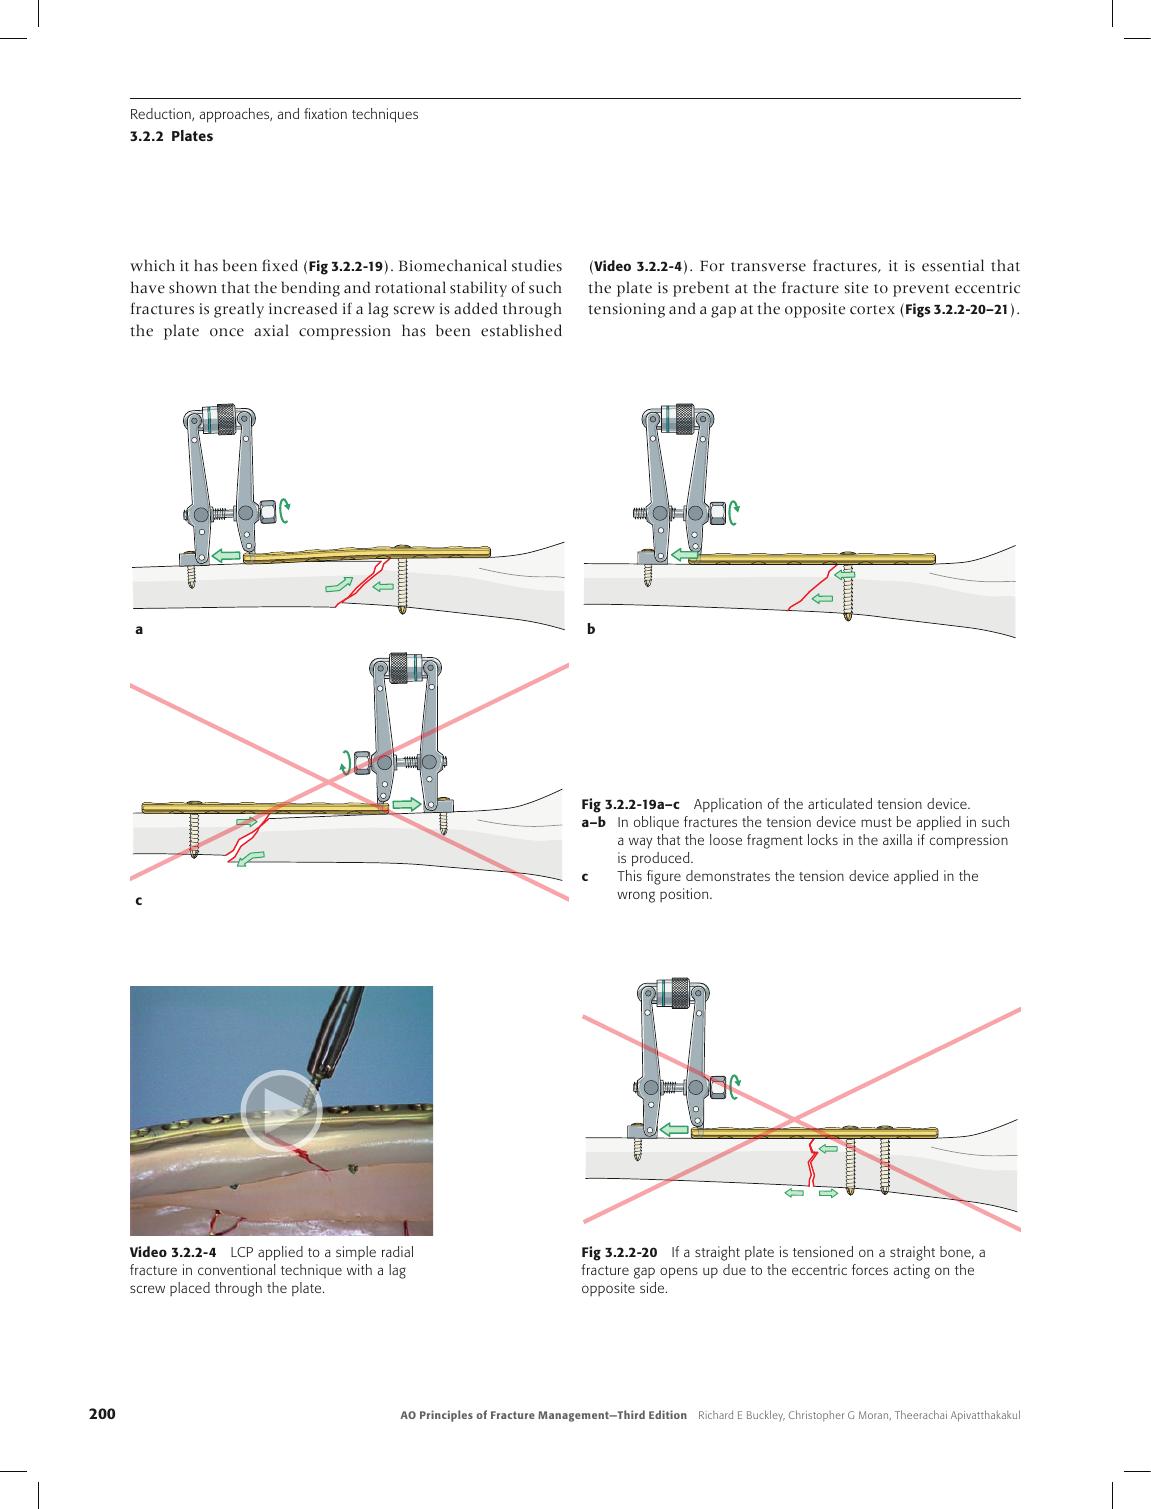 Reduction, approaches, and fixation techniques
3.2.2 Plates
which it has been fixed (Fig 3.2.2-19). Biomechanical studies
have shown that the bending and rotational stability of such
fractures is greatly increased if a lag screw is added through
the plate once axial compression has been established
(Video 3.2.2-4). For transverse fractures, it is essential that
the plate is prebent at the fracture site to prevent eccentric
tensioning and a gap at the opposite cortex (Figs 3.2.2-20–21).
a
b
c
Fig 3.2.2-19a–c Application of the articulated tension device.
a–b In oblique fractures the tension device must be applied in such
a way that the loose fragment locks in the axilla if compression
is produced.
c This figure demonstrates the tension device applied in the
wrong position.
Video 3.2.2-4 LCP applied to a simple radial
fracture in conventional technique with a lag
screw placed through the plate.
Fig 3.2.2-20 If a straight plate is tensioned on a straight bone, a
fracture gap opens up due to the eccentric forces acting on the
opposite side.
200
AO Principles of Fracture Management—Third Edition Richard E Buckley, Christopher G Moran, Theerachai Apivatthakakul